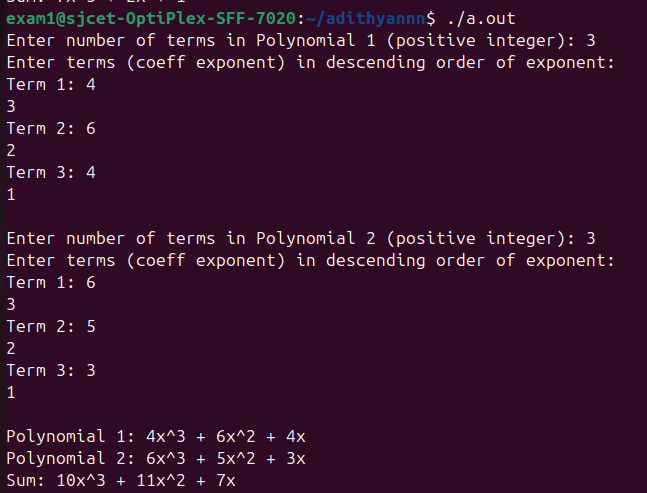 exam1@sjcet-OptiPlex-SFF-7020:~/adithyannn$ ./a.out
Enter number of terms in Polynomial 1 (positive integer): 3
Enter terms (coeff exponent) in descending order of exponent:
Term 1: 4
3
Term 2: 6
2
Term 3: 4
1

Enter number of terms in Polynomial 2 (positive integer): 3
Enter terms (coeff exponent) in descending order of exponent:
Term 1: 6
3
Term 2: 5
2
Term 3: 3
1

Polynomial 1: 4x^3 + 6x^2 + 4x
Polynomial 2: 6x^3 + 5x^2 + 3x
Sum: 10x^3 + 11x^2 + 7x